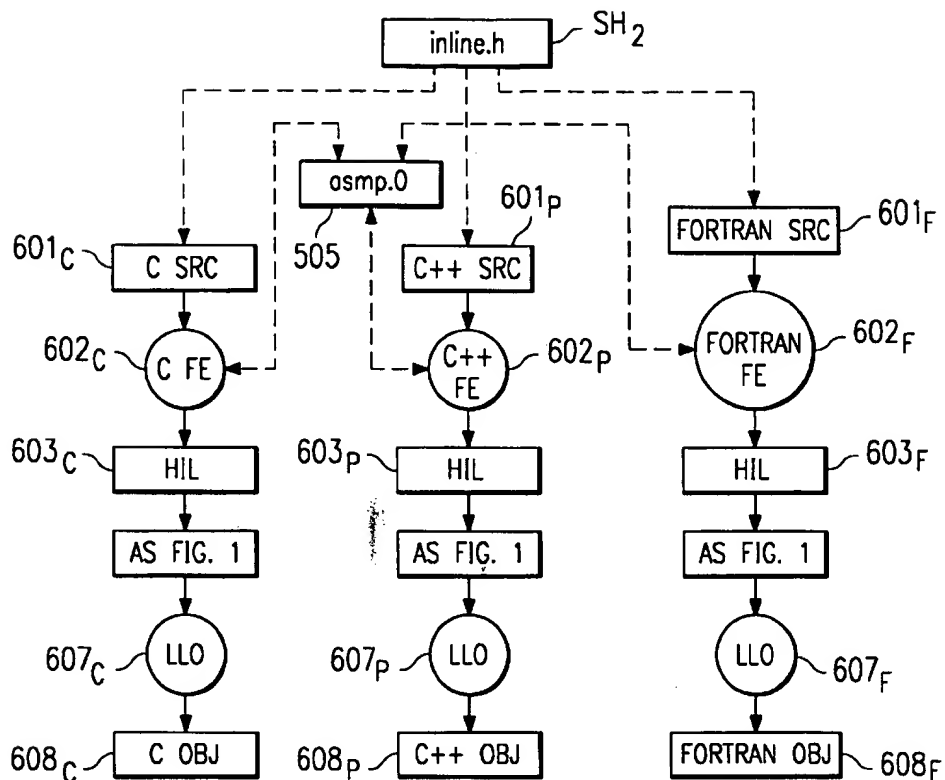 inline.h
SH2
asmp.0
505
601P
601F
FORTRAN SRC
601C
C SRC
C++ SRC
602C
C FE
C++
FE
602P
FORTRAN
FE
602F
603C
HIL
603P
HIL
603F
HIL
AS FIG. 1
AS FIG. 1
AS FIG. 1
607C
LLO
607P
LLO
607F
LLO
608C
C OBJ
608P
C++ OBJ
608F
FORTRAN OBJ